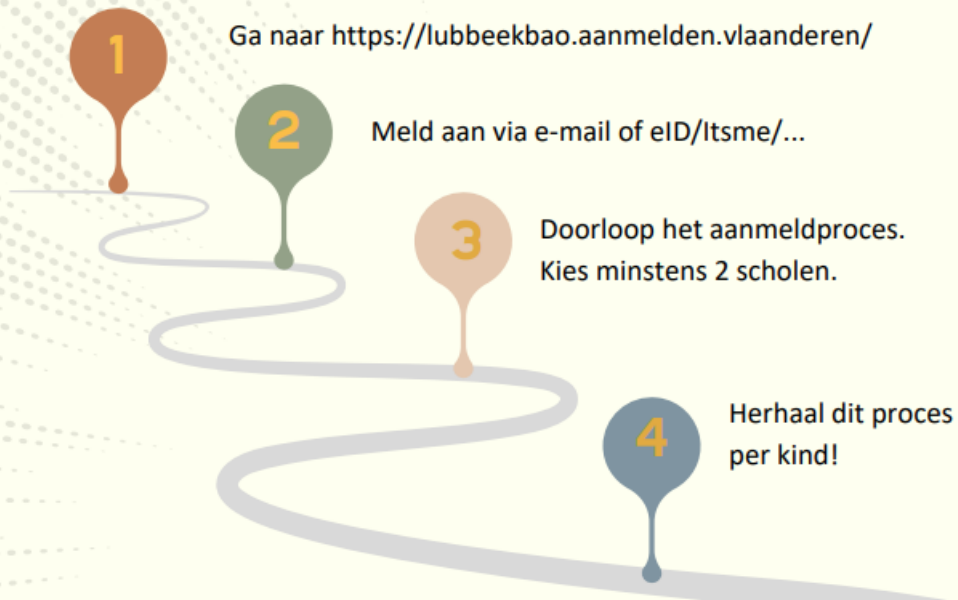 1
Ga naar https://lubbeekbao.aanmelden.vlaanderen/
2
Meld aan via e-mail of eID/Itsme/...
3
Doorloop het aanmeldproces.
Kies minstens 2 scholen.
4
Herhaal dit proces
per kind!